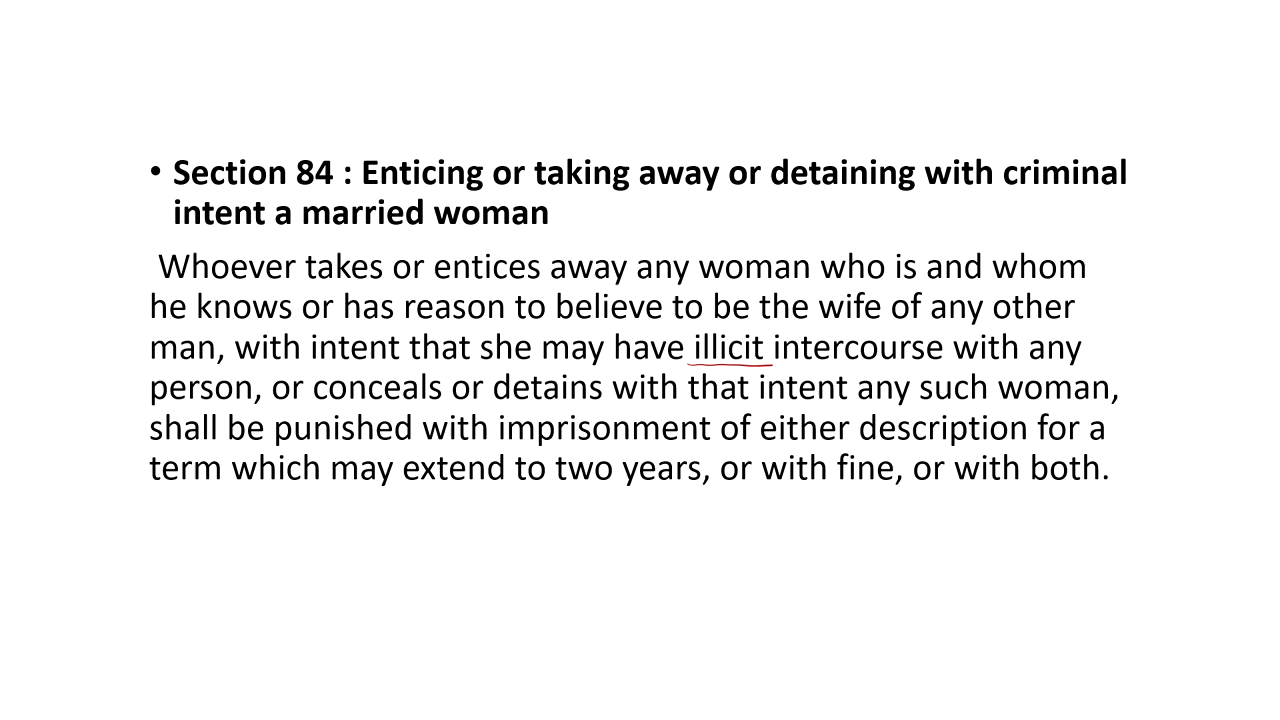 • Section 84 : Enticing or taking away or detaining with criminal
intent a married woman
Whoever takes or entices away any woman who is and whom
he knows or has reason to believe to be the wife of any other
man, with intent that she may have illicit intercourse with any
person, or conceals or detains with that intent any such woman,
shall be punished with imprisonment of either description for a
term which may extend to two years, or with fine, or with both.